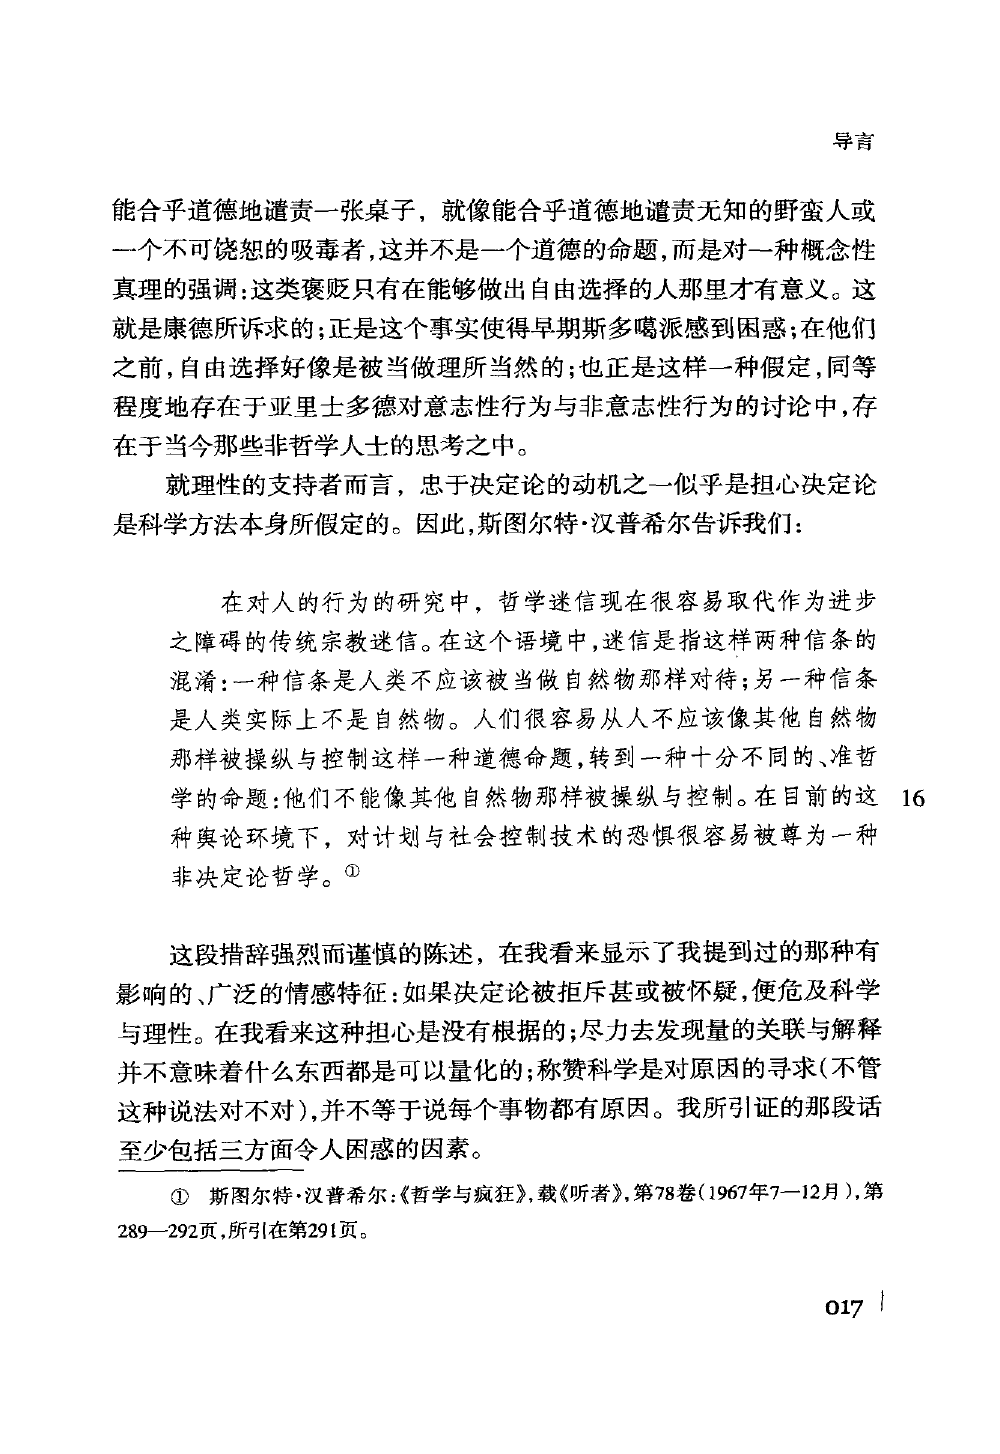 导言
能合乎道德地谴责一张桌子，就像能合乎道德地谴责无知的野蛮人或
一个不可饶恕的吸毒者,这并不是一个道德的命题,而是对一种概念性
真理的强调:这类褒贬只有在能够做出自由选择的人那里才有意义。这
就是康德所诉求的;正是这个事实使得早期斯多噶派感到困惑;在他们
之前,自由选择好像是被当做理所当然的;也正是这样一种假定,同等
程度地存在于亚里士多德对意志性行为与非意志性行为的讨论中,存
在于当今那些非哲学人士的思考之中。
就理性的支持者而言，忠于决定论的动机之一似乎是担心决定论
是科学方法本身所假定的。因此,斯图尔特·汉普希尔告诉我们:
在对人的行为的研究中，哲学迷信现在很容易取代作为进步
之障碍的传统宗教迷信。在这个语境中,迷信是指这样两种信条的
混淆:一种信条是人类不应该被当做自然物那样对待;另一种信条
是人类实际上不是自然物。人们很容易从人不应该像其他自然物
那样被操纵与控制这样一种道德命题,转到一种十分不同的、准哲
学的命题:他们不能像其他自然物那样被操纵与控制。在目前的这 16
种舆论环境下，对计划与社会控制技术的恐惧很容易被尊为一种
非决定论哲学。①
这段措辞强烈而谨慎的陈述，在我看来显示了我提到过的那种有
影响的、广泛的情感特征:如果决定论被拒斥甚或被怀疑,便危及科学
与理性。在我看来这种担心是没有根据的;尽力去发现量的关联与解释
并不意味着什么东西都是可以量化的;称赞科学是对原因的寻求(不管
这种说法对不对),并不等于说每个事物都有原因。我所引证的那段话
至少包括三方面令人困惑的因素。
① 斯图尔特·汉普希尔:《哲学与疯狂》,载《听者》,第78卷(1967年7—12月),第
289—292页,所引在第291页。
017